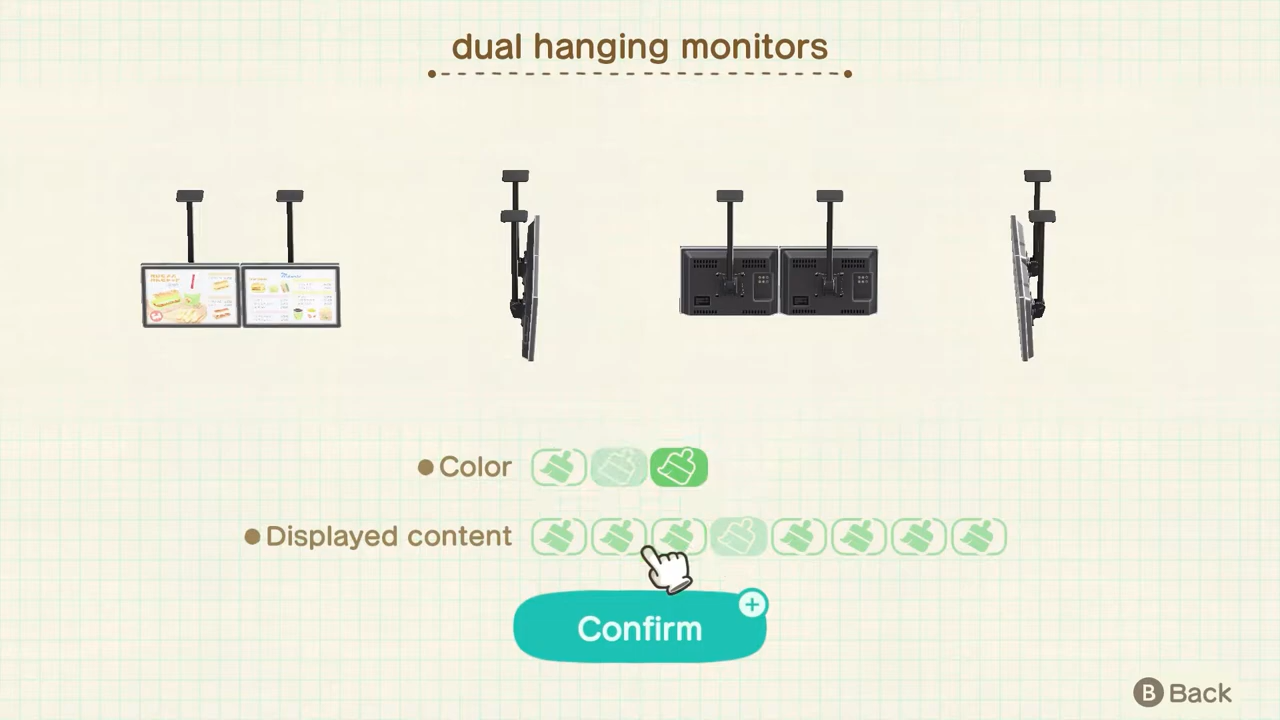 dual hanging monitors
Color
Displayed content
Confirm
B Back